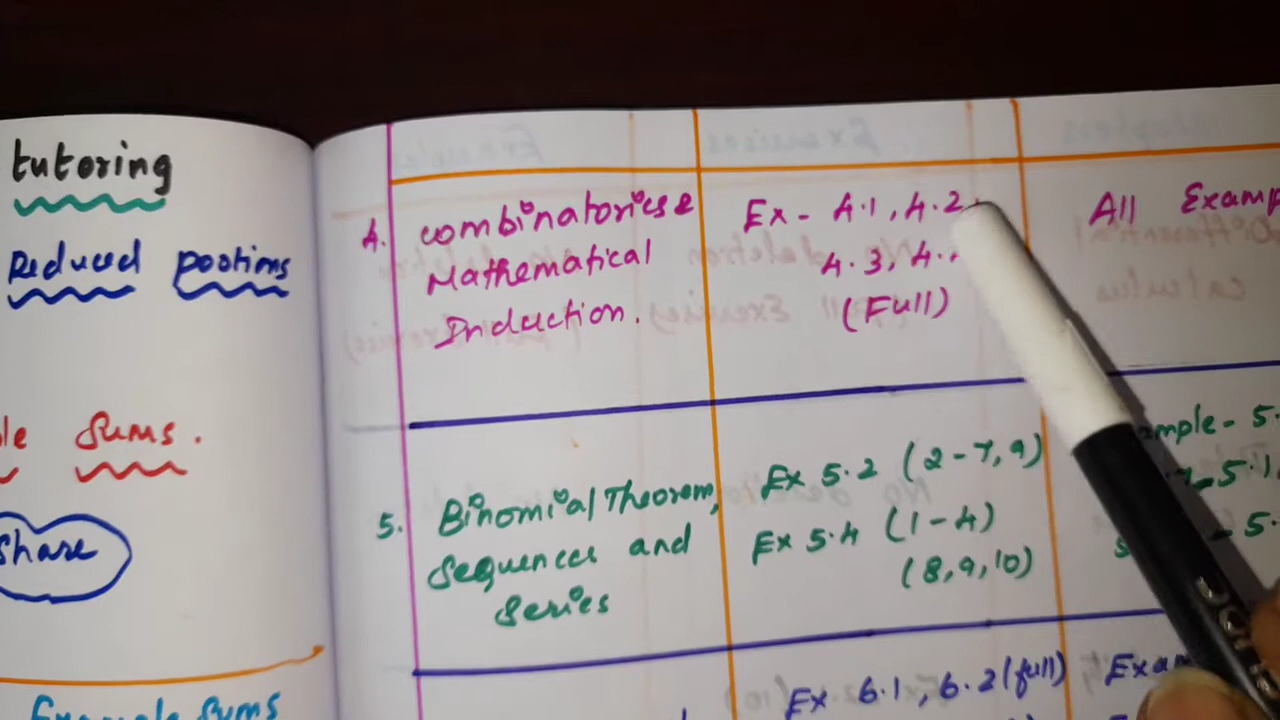 tutoring
Reduced portions
Sums.
Share
Example Sums
4. Combinatorics &
Mathematical
Induction.
Ex - 4.1, 4.2
4.3, 4.
(Full)
All
5. Binomial Theorem,
Sequences and
Series
Ex 5.2 (2-7, 9)
Ex 5.4 (1-4)
(8, 9, 10)
Ex 6.1, 6.2 (full)